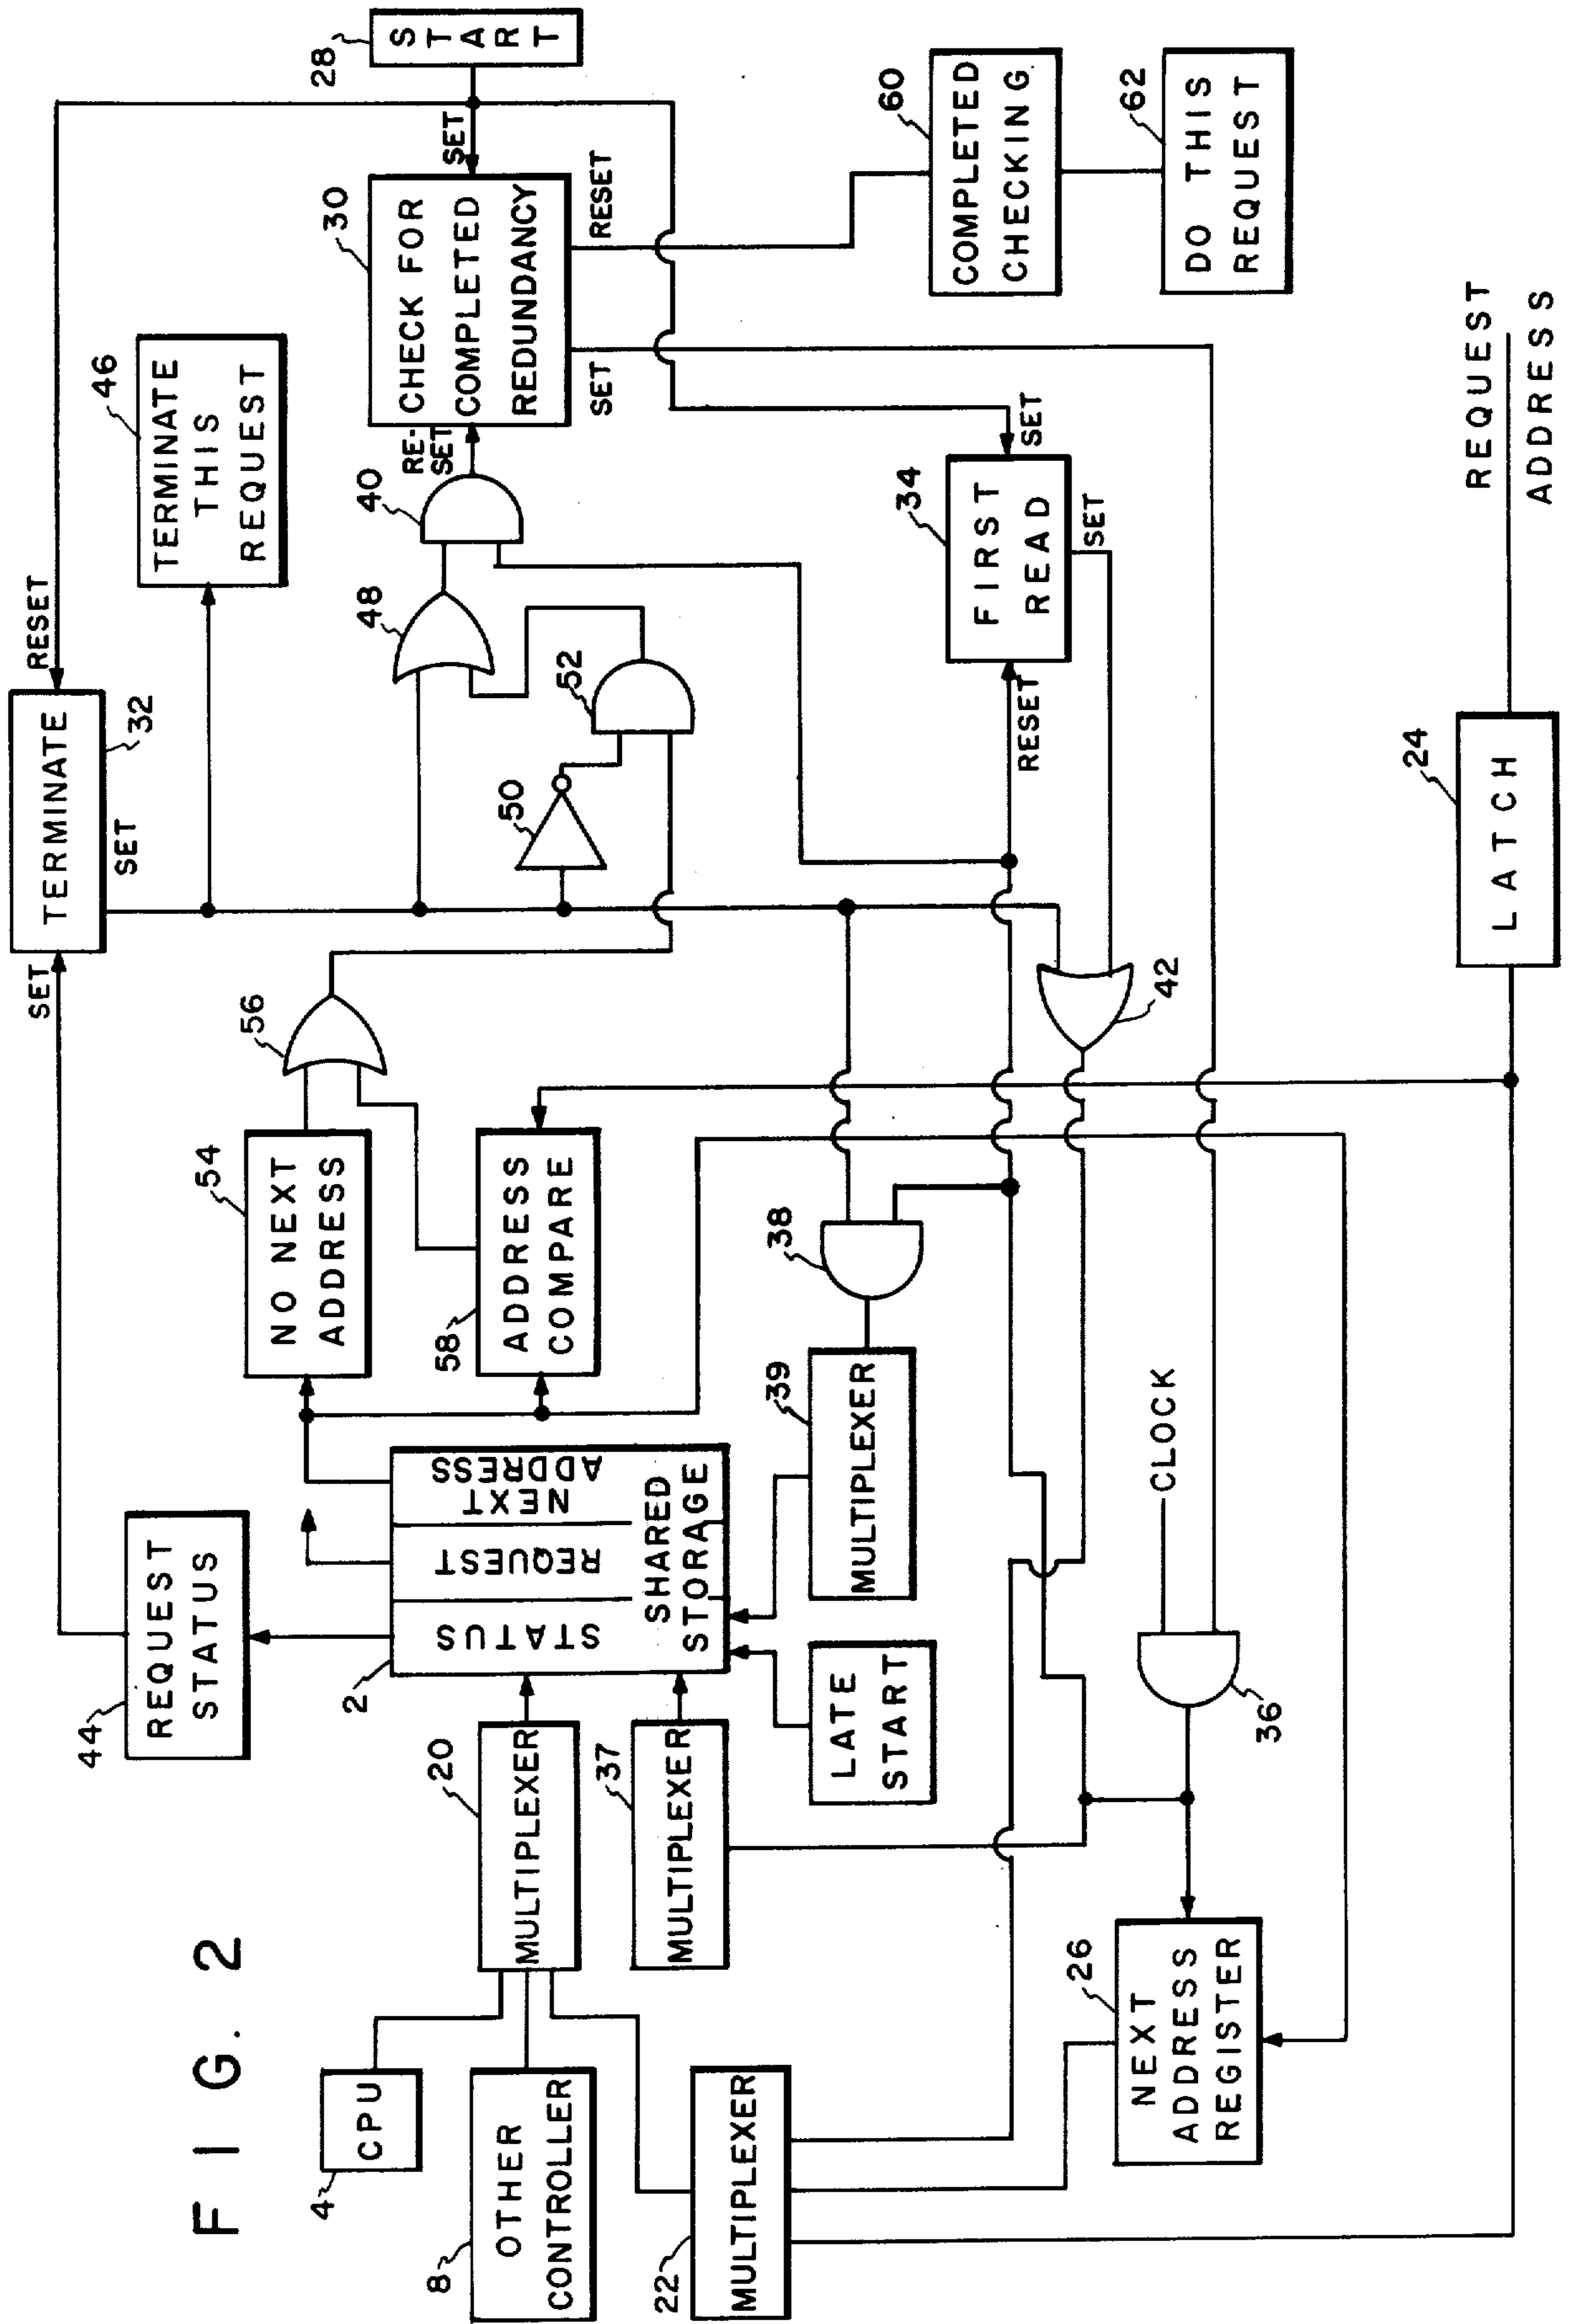 FIG. 2
4
CPU
8
OTHER
CONTROLLER
22
MULTIPLEXER
20
MULTIPLEXER
37
MULTIPLEXER
26
NEXT
ADDRESS
REGISTER
44
REQUEST
STATUS
2
STATUS
REQUEST
NEXT
ADDRESS
SHARED
STORAGE
LATE
START
39
MULTIPLEXER
36
CLOCK
38
54
NO NEXT
ADDRESS
58
ADDRESS
COMPARE
56
42
SET
TERMINATE
32
RESET
SET
50
52
48
40
46
TERMINATE
THIS
REQUEST
RESET
34
FIRST
READ
SET
SET
24
LATCH
REQUEST
ADDRESS
RE-
SET
30
CHECK FOR
COMPLETED
REDUNDANCY
SET
SET
RESET
28
START
60
COMPLETED
CHECKING
62
DO THIS
REQUEST